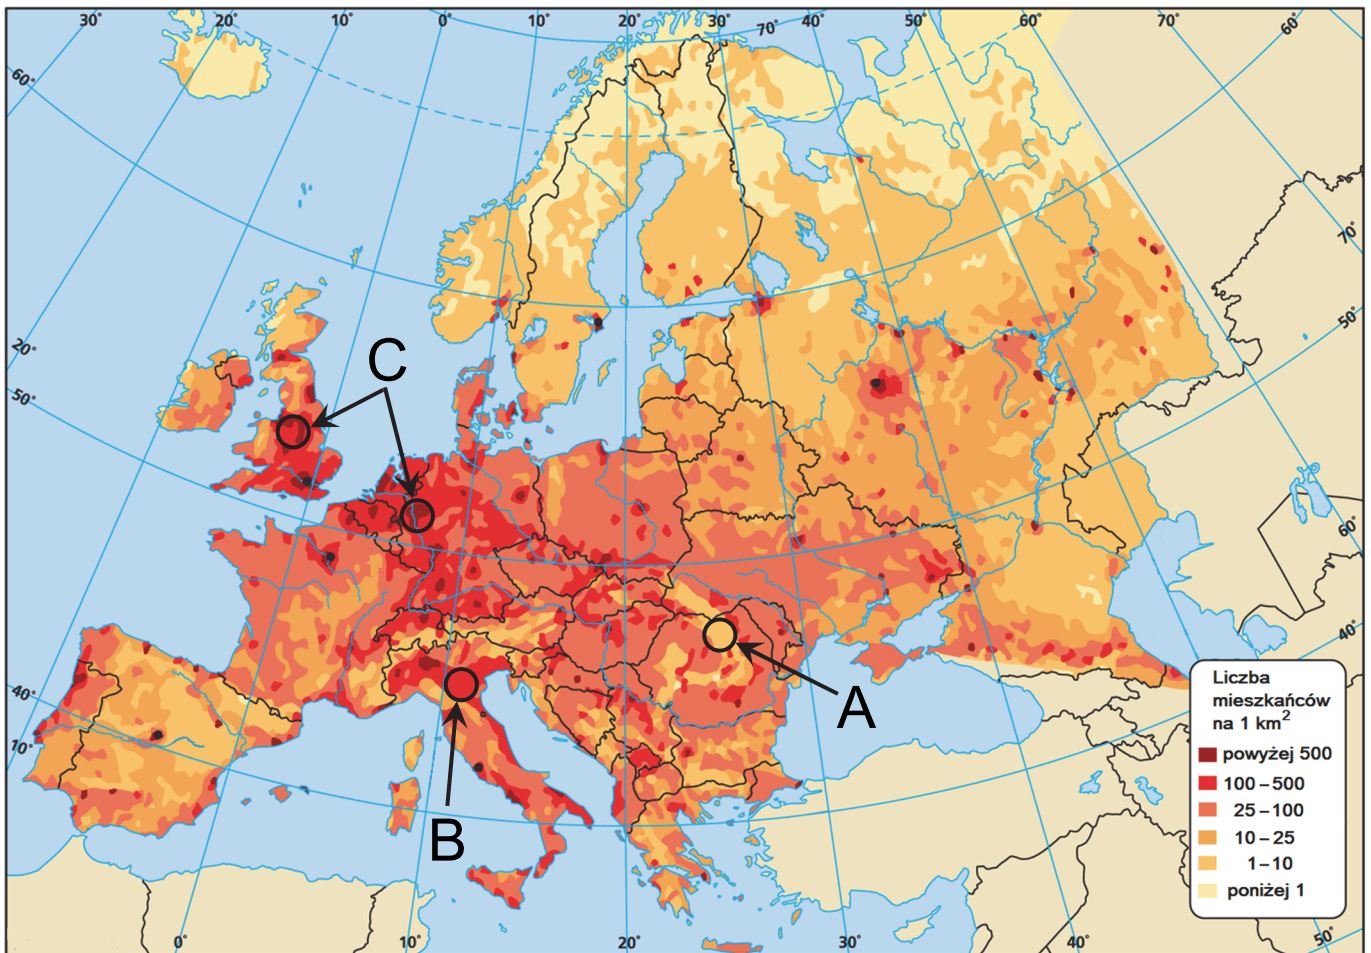 30° 20° 10° 0° 10° 20° 30° 70° 40° 50° 60° 70° 60°
60°
70°
50°
20°
C
50°
60°
40°
40°
A
10°
B
Liczba
mieszkańców
na 1 km²
powyżej 500
100 – 500
25 – 100
10 – 25
1 – 10
poniżej 1
0° 10° 20° 30° 40° 50°